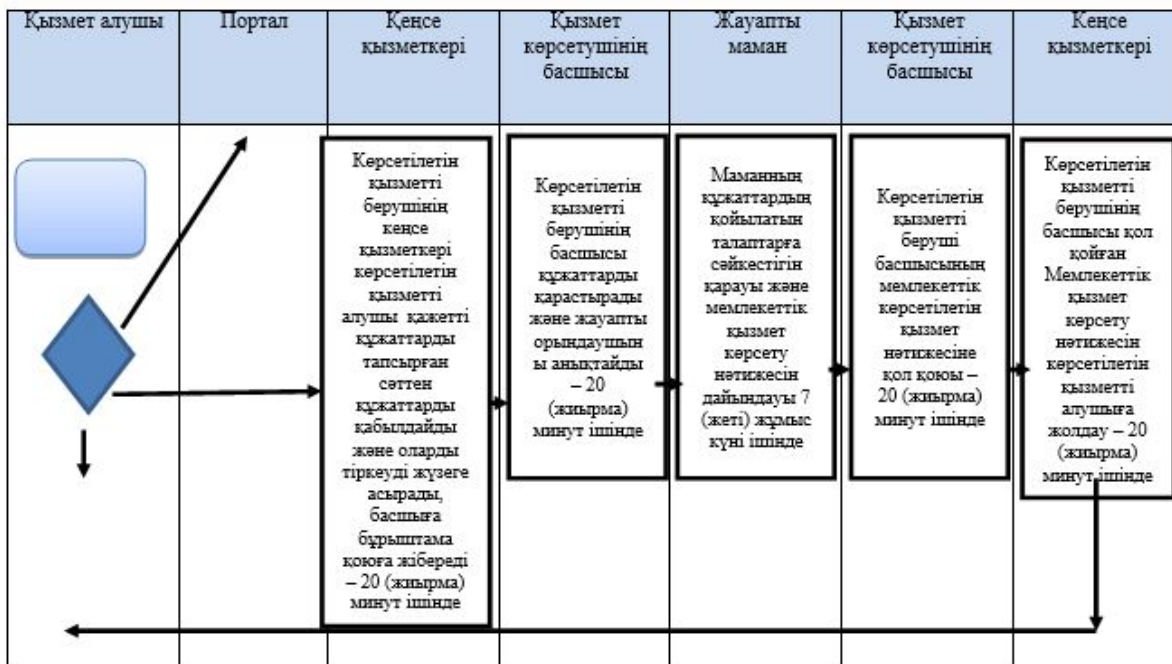 Қызмет алушы
Портал
Кеңсе
қызметкері
Қызмет
көрсетушінің
басшысы
Жауапты
маман
Қызмет
көрсетушінің
басшысы
Кеңсе
қызметкері
Көрсетілетін
қызметті
берушінің
кеңсе
қызметкері
көрсетілетін
қызметті
алушы қажетті
құжаттарды
тапсырған
сәттен
құжаттарды
қабылдайды
және оларды
тіркеуді жүзеге
асырады,
басшыға
бұрыштама
қоюға жібереді
– 20 (жиырма)
минут ішінде
Көрсетілетін
қызметті
берушінің
басшысы
құжаттарды
қарастырады
және жауапты
орындаушын
ы анықтайды
– 20
(жиырма)
минут ішінде
Маманның
құжаттардың
қойылатын
талаптарға
сәйкестігін
қарауы және
мемлекеттік
қызмет
көрсету
нәтижесін
дайындауы 7
(жеті) жұмыс
күні ішінде
Көрсетілетін
қызметті
беруші
басшысының
мемлекеттік
көрсетілетін
қызмет
нәтижесіне
қол қоюы –
20 (жиырма)
минут ішінде
Көрсетілетін
қызметті
берушінің
басшысы қол
қойған
Мемлекеттік
қызмет
көрсету
нәтижесін
көрсетілетін
қызметті
алушыға
жолдау – 20
(жиырма)
минут ішінде